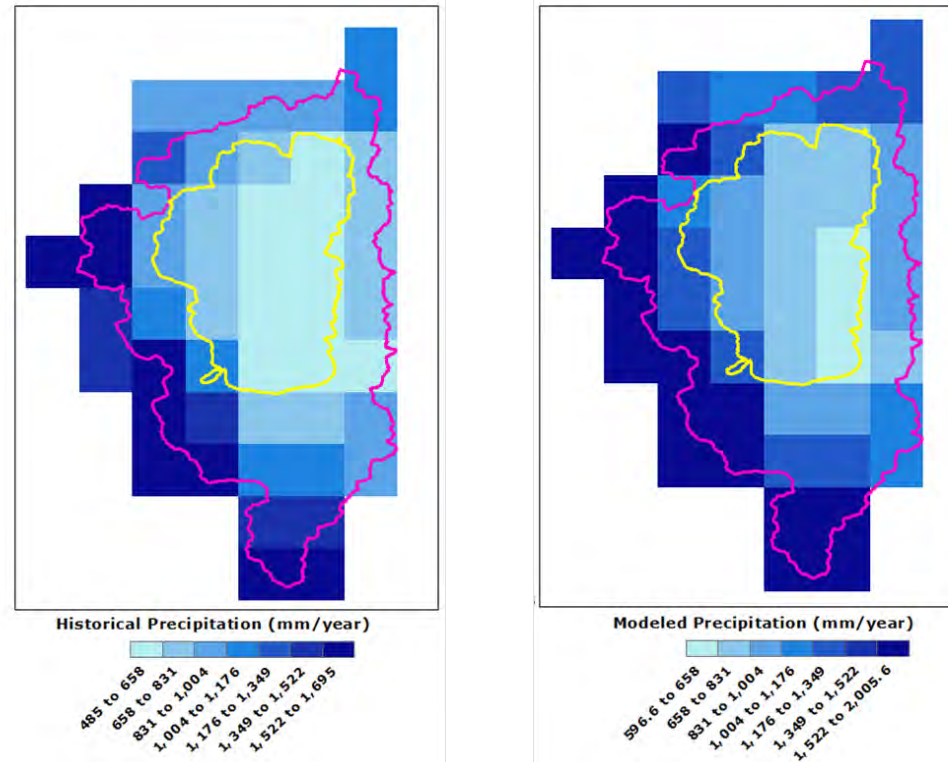 Historical Precipitation (mm/year)
485 to 658
658 to 831
831 to 1,004
1,004 to 1,176
1,176 to 1,349
1,349 to 1,522
1,522 to 1,695
Modeled Precipitation (mm/year)
596.6 to 658
658 to 831
831 to 1,004
1,004 to 1,176
1,176 to 1,349
1,349 to 1,522
1,522 to 2,005.6